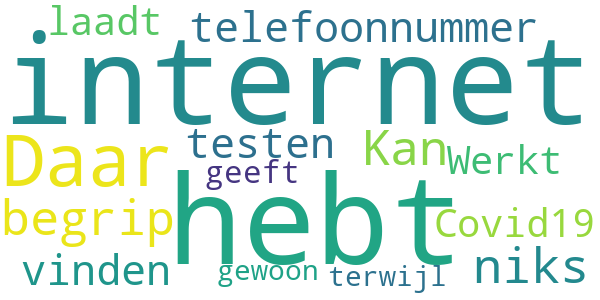 laadt telefoonnummer
internet
Daar testen Kan
geeft Werkt
begrip hebt Covid19
vinden gewoon terwijl niks